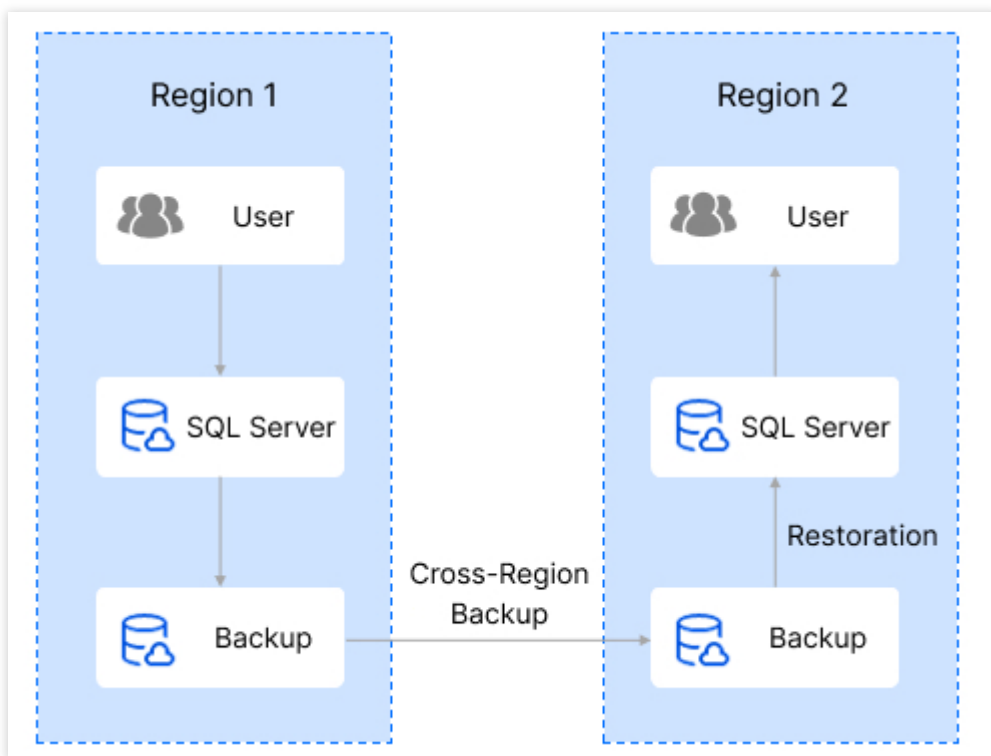 Region 1
User
SQL Server
Backup
Cross-Region
Backup
Region 2
User
SQL Server
Restoration
Backup